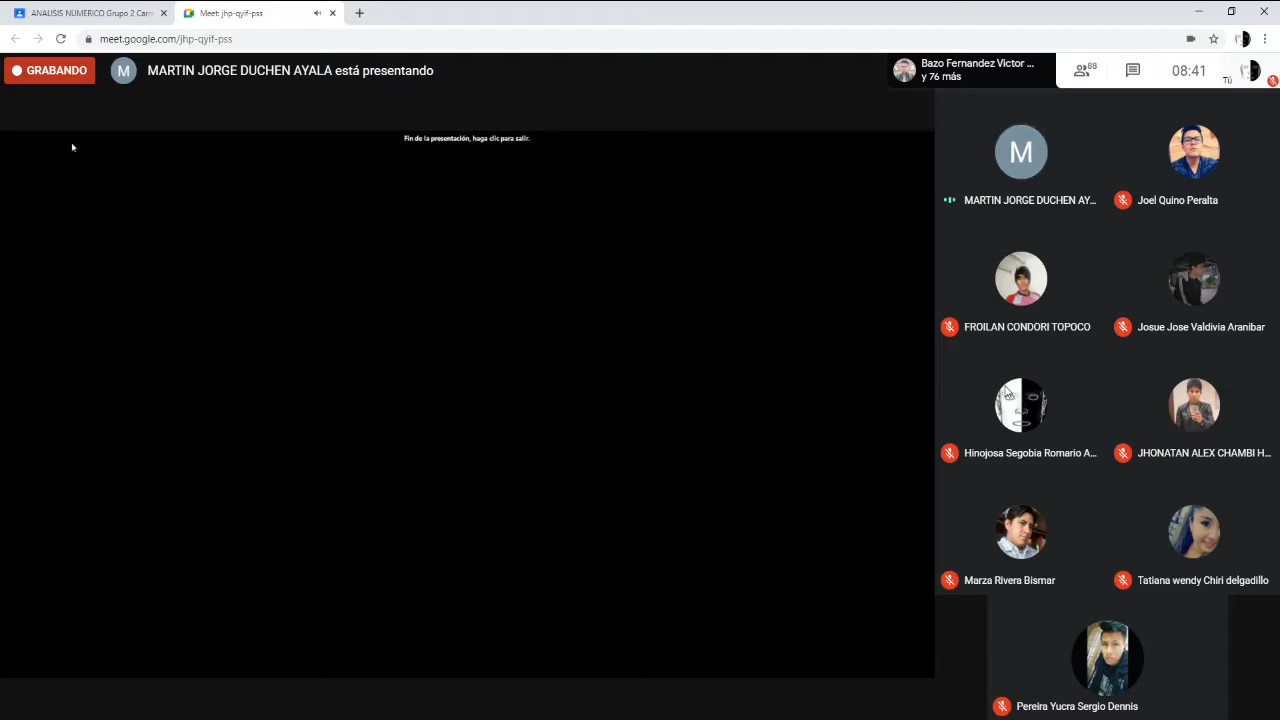 ANALISIS NUMERICO Grupo 2 Carre
Meet: jhp-qyif-pss
meet.google.com/jhp-qyif-pss
GRABANDO
M
MARTIN JORGE DUCHEN AYALA está presentando
Bazo Fernandez Victor ...
y 76 más
88
08:41
Tú
Fin de la presentación, haga clic para salir.
M
MARTIN JORGE DUCHEN AY...
Joel Quino Peralta
FROILAN CONDORI TOPOCO
Josue Jose Valdivia Aranibar
Hinojosa Segobia Romario A...
JHONATAN ALEX CHAMBI H...
Marza Rivera Bismar
Tatiana wendy Chiri delgadillo
Pereira Yucra Sergio Dennis